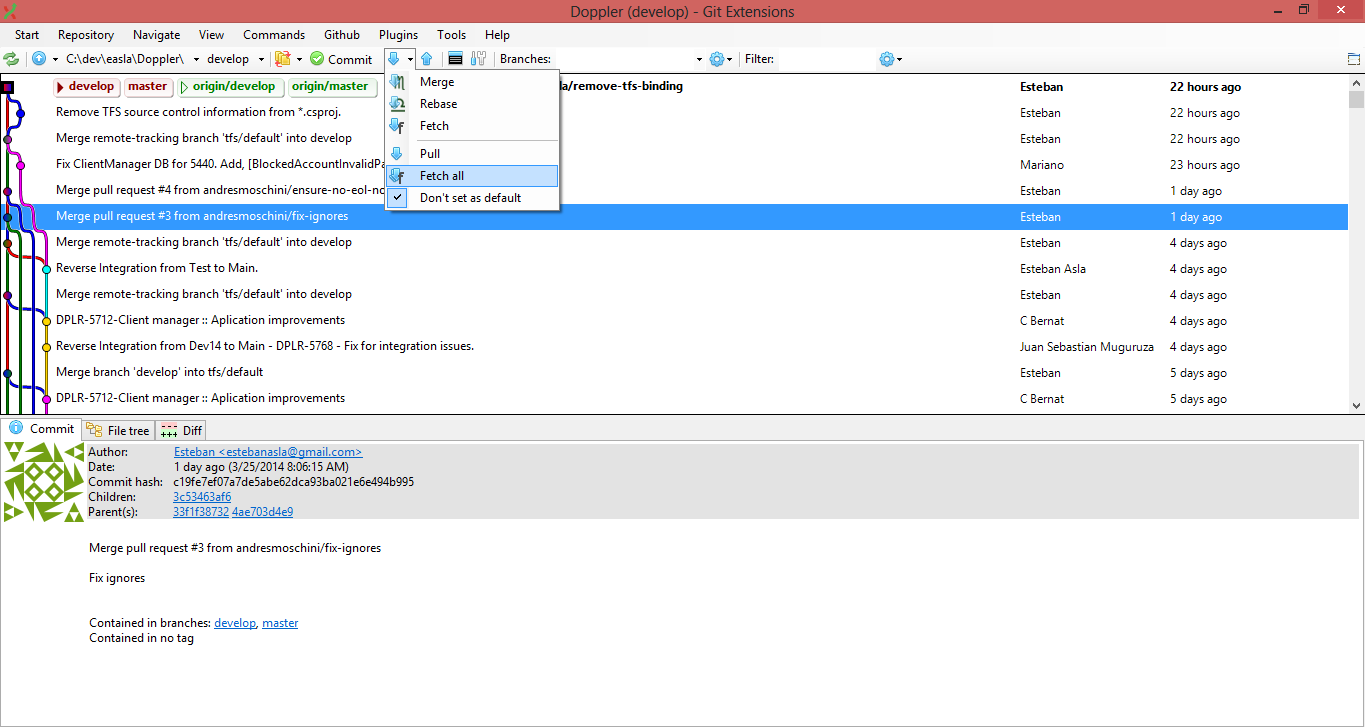 Doppler (develop) - Git Extensions
Start Repository Navigate View Commands Github Plugins Tools Help
C:\dev\easla\Doppler\ develop Commit Branches: Filter:
Merge
Rebase
Fetch
Pull
Fetch all
Don't set as default
develop master origin/develop origin/master la/remove-tfs-binding Esteban 22 hours ago
Remove TFS source control information from *.csproj. Esteban 22 hours ago
Merge remote-tracking branch 'tfs/default' into develop Esteban 22 hours ago
Fix ClientManager DB for 5440. Add, [BlockedAccountInvalidPa Mariano 23 hours ago
Merge pull request #4 from andresmoschini/ensure-no-eol-no Esteban 1 day ago
Merge pull request #3 from andresmoschini/fix-ignores Esteban 1 day ago
Merge remote-tracking branch 'tfs/default' into develop Esteban 4 days ago
Reverse Integration from Test to Main. Esteban Asla 4 days ago
Merge remote-tracking branch 'tfs/default' into develop Esteban 4 days ago
DPLR-5712-Client manager :: Aplication improvements C Bernat 4 days ago
Reverse Integration from Dev14 to Main - DPLR-5768 - Fix for integration issues. Juan Sebastian Muguruza 4 days ago
Merge branch 'develop' into tfs/default Esteban 5 days ago
DPLR-5712-Client manager :: Aplication improvements C Bernat 5 days ago
Commit File tree Diff
Author: Esteban <estebanasla@gmail.com>
Date: 1 day ago (3/25/2014 8:06:15 AM)
Commit hash: c19fe7ef07a7de5abe62dca93ba021e6e494b995
Children: 3c53463af6
Parent(s): 33f1f38732 4ae703d4e9
Merge pull request #3 from andresmoschini/fix-ignores
Fix ignores
Contained in branches: develop, master
Contained in no tag